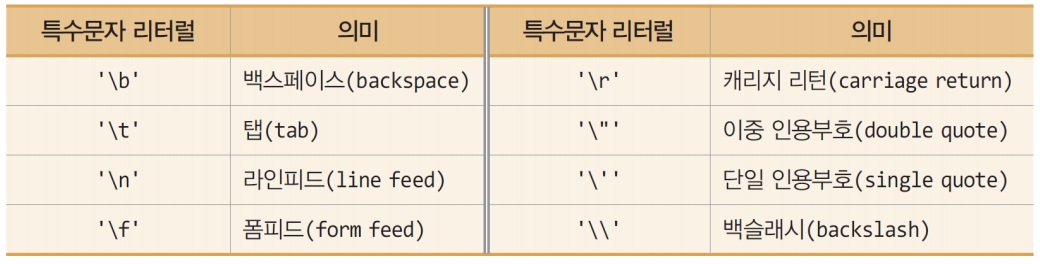 특수문자 리터럴 의미 특수문자 리터럴 의미
'\b' 백스페이스(backspace) '\r' 캐리지 리턴(carriage return)
'\t' 탭(tab) '\"' 이중 인용부호(double quote)
'\n' 라인피드(line feed) '\'' 단일 인용부호(single quote)
'\f' 폼피드(form feed) '\\' 백슬래시(backslash)